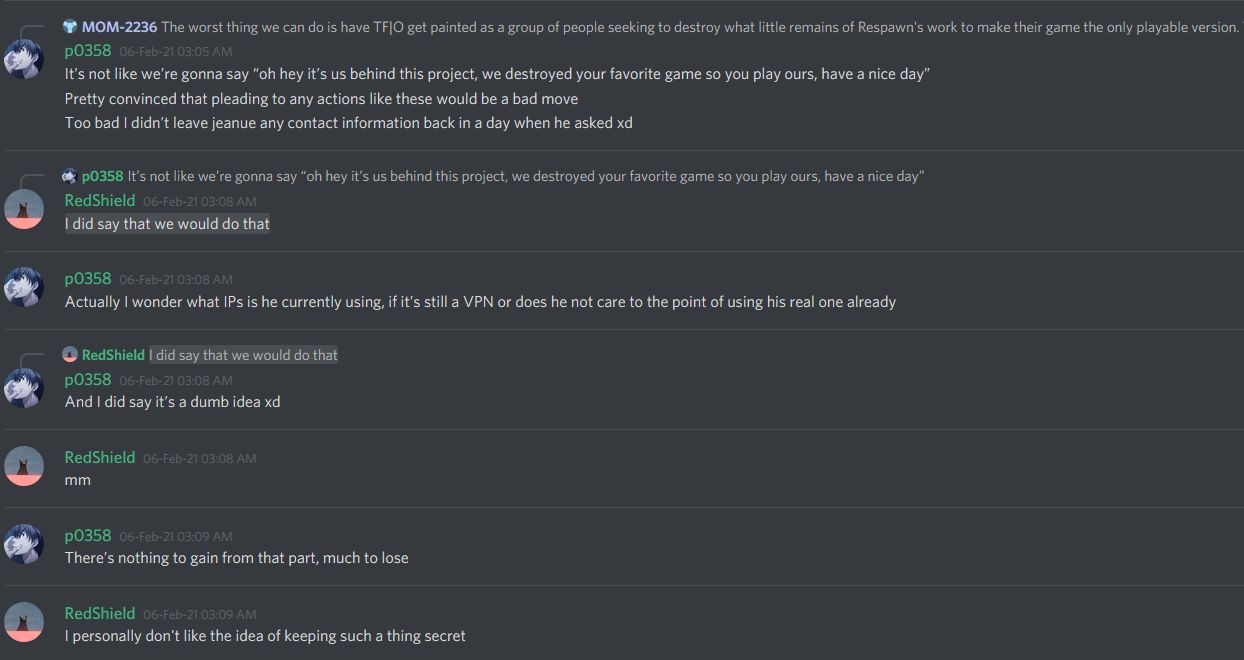 MOM-2236 The worst thing we can do is have TF|O get painted as a group of people seeking to destroy what little remains of Respawn's work to make their game the only playable version.
p0358 06-Feb-21 03:05 AM
It's not like we're gonna say “oh hey it's us behind this project, we destroyed your favorite game so you play ours, have a nice day”
Pretty convinced that pleading to any actions like these would be a bad move
Too bad I didn't leave jeanue any contact information back in a day when he asked xd
p0358 It's not like we're gonna say “oh hey it's us behind this project, we destroyed your favorite game so you play ours, have a nice day”
RedShield 06-Feb-21 03:08 AM
I did say that we would do that
p0358 06-Feb-21 03:08 AM
Actually I wonder what IPs is he currently using, if it's still a VPN or does he not care to the point of using his real one already
RedShield I did say that we would do that
p0358 06-Feb-21 03:08 AM
And I did say it's a dumb idea xd
RedShield 06-Feb-21 03:08 AM
mm
p0358 06-Feb-21 03:09 AM
There's nothing to gain from that part, much to lose
RedShield 06-Feb-21 03:09 AM
I personally don't like the idea of keeping such a thing secret